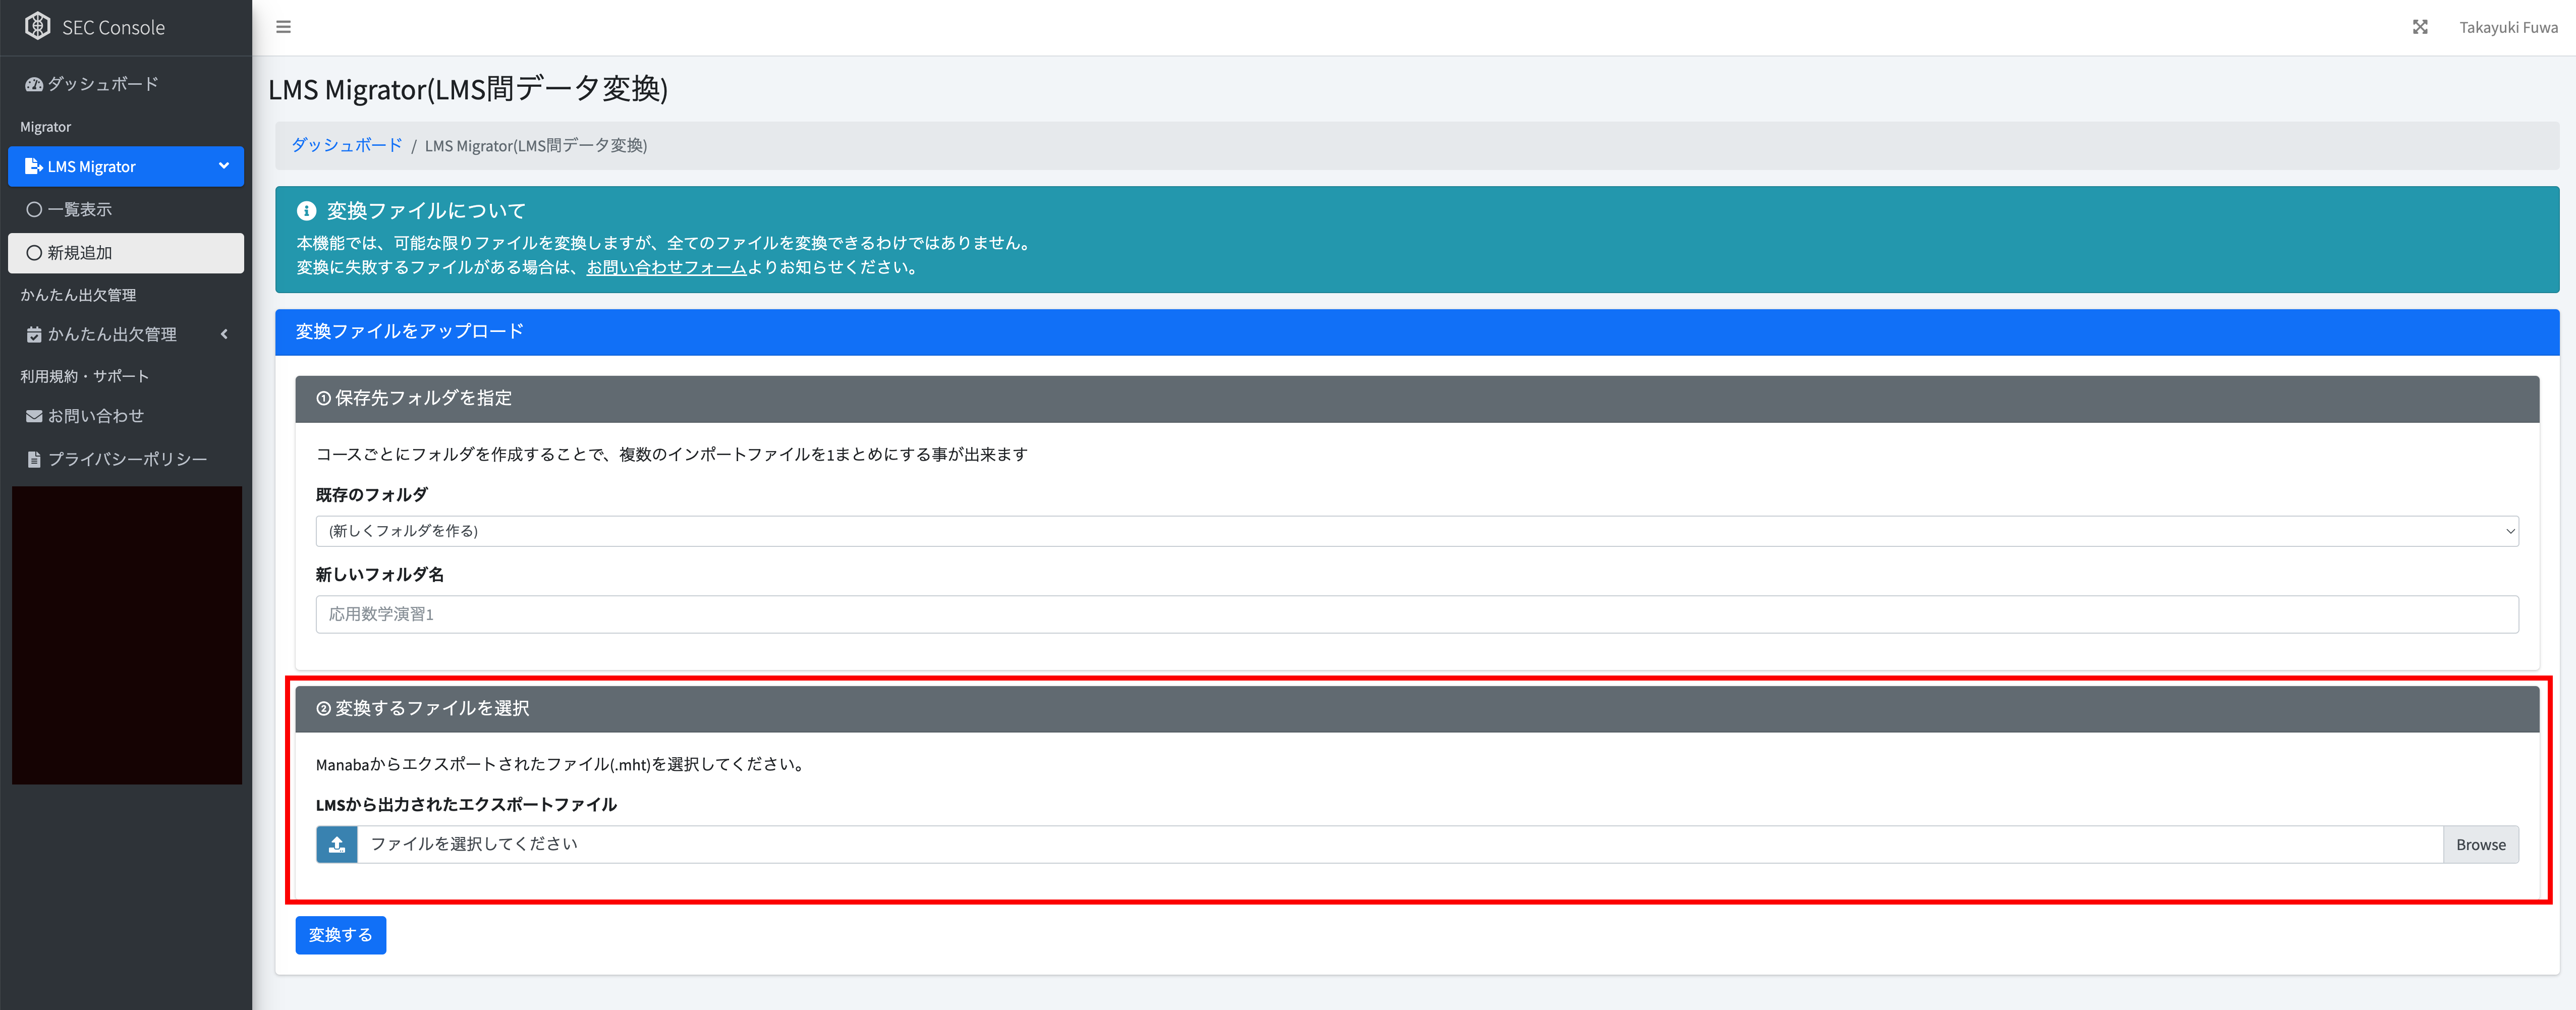 SEC Console
Takayuki Fuwa
ダッシュボード
Migrator
LMS Migrator
一覧表示
新規追加
かんたん出欠管理
かんたん出欠管理
利用規約・サポート
お問い合わせ
プライバシーポリシー
LMS Migrator(LMS間データ変換)
ダッシュボード / LMS Migrator(LMS間データ変換)
変換ファイルについて
本機能では、可能な限りファイルを変換しますが、全てのファイルを変換できるわけではありません。
変換に失敗するファイルがある場合は、お問い合わせフォームよりお知らせください。
変換ファイルをアップロード
①保存先フォルダを指定
コースごとにフォルダを作成することで、複数のインポートファイルを1まとめにする事が出来ます
既存のフォルダ
(新しくフォルダを作る)
新しいフォルダ名
応用数学演習1
②変換するファイルを選択
Manabaからエクスポートされたファイル(.mht)を選択してください。
LMSから出力されたエクスポートファイル
ファイルを選択してください
Browse
変換する